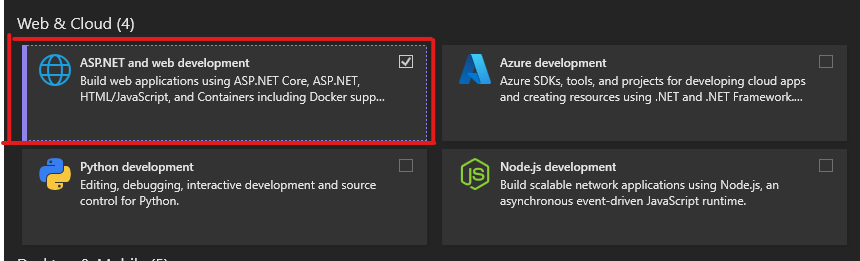 Web & Cloud (4)
ASP.NET and web development
Build web applications using ASP.NET Core, ASP.NET,
HTML/JavaScript, and Containers including Docker supp...
Azure development
Azure SDKs, tools, and projects for developing cloud apps
and creating resources using .NET and .NET Framework....
Python development
Editing, debugging, interactive development and source
control for Python.
Node.js development
Build scalable network applications using Node.js, an
asynchronous event-driven JavaScript runtime.
Desktop & Mobile (5)